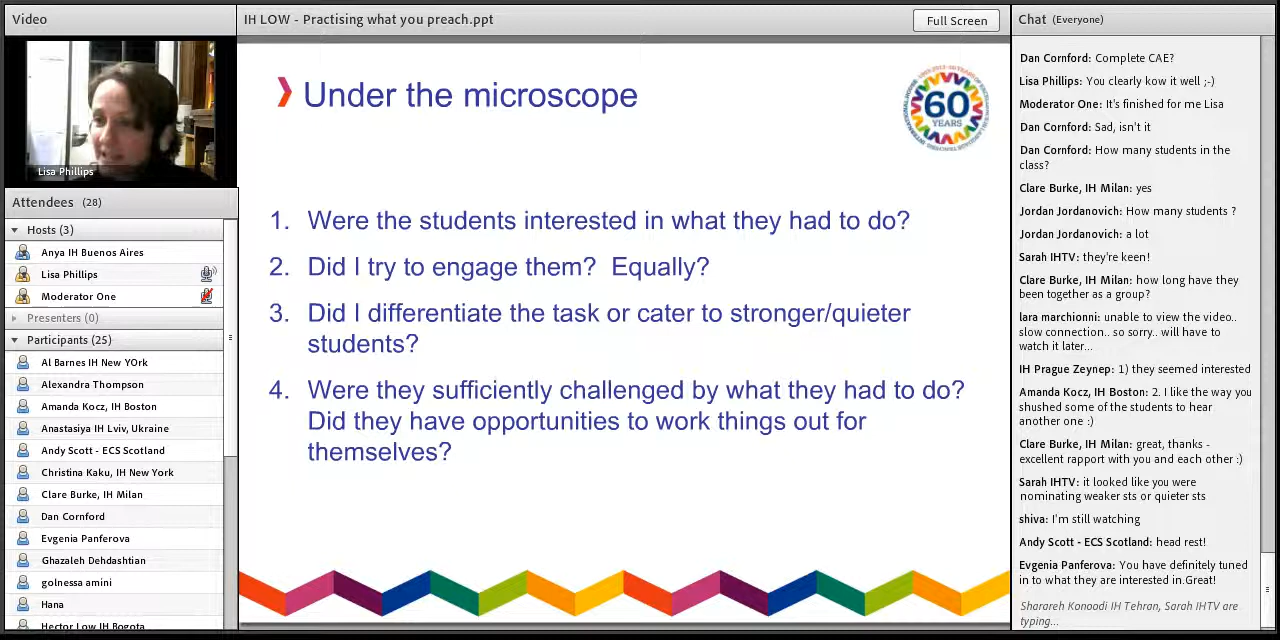 Video
Lisa Phillips
Attendees (28)
Hosts (3)
Anya IH Buenos Aires
Lisa Phillips
Moderator One
Presenters (0)
Participants (25)
Al Barnes IH New YOrk
Alexandra Thompson
Amanda Kocz, IH Boston
Anastasiya IH Lviv, Ukraine
Andy Scott - ECS Scotland
Christina Kaku, IH New York
Clare Burke, IH Milan
Dan Cornford
Evgenia Panferova
Ghazaleh Dehdashtian
golnessa amini
Hana
Hector Low IH Bogota
IH LOW - Practising what you preach.ppt
Full Screen
Under the microscope
60
YEARS
1. Were the students interested in what they had to do?
2. Did I try to engage them? Equally?
3. Did I differentiate the task or cater to stronger/quieter
students?
4. Were they sufficiently challenged by what they had to do?
Did they have opportunities to work things out for
themselves?
Chat (Everyone)
Dan Cornford: Complete CAE?
Lisa Phillips: You clearly kow it well ;-)
Moderator One: It's finished for me Lisa
Dan Cornford: Sad, isn't it
Dan Cornford: How many students in the
class?
Clare Burke, IH Milan: yes
Jordan Jordanovich: How many students ?
Jordan Jordanovich: a lot
Sarah IHTV: they're keen!
Clare Burke, IH Milan: how long have they
been together as a group?
lara marchionni: unable to view the video..
slow connection.. so sorry.. will have to
watch it later...
IH Prague Zeynep: 1) they seemed interested
Amanda Kocz, IH Boston: 2. I like the way you
shushed some of the students to hear
another one :)
Clare Burke, IH Milan: great, thanks -
excellent rapport with you and each other :)
Sarah IHTV: it looked like you were
nominating weaker sts or quieter sts
shiva: I'm still watching
Andy Scott - ECS Scotland: head rest!
Evgenia Panferova: You have definitely tuned
in to what they are interested in.Great!
Sharareh Konoodi IH Tehran, Sarah IHTV are
typing...